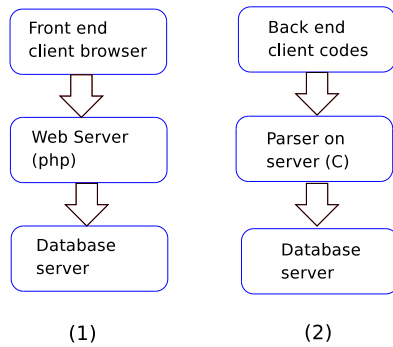 Front end
client browser
Web Server
(php)
Database
server
(1)
Back end
client codes
Parser on
server (C)
Database
server
(2)